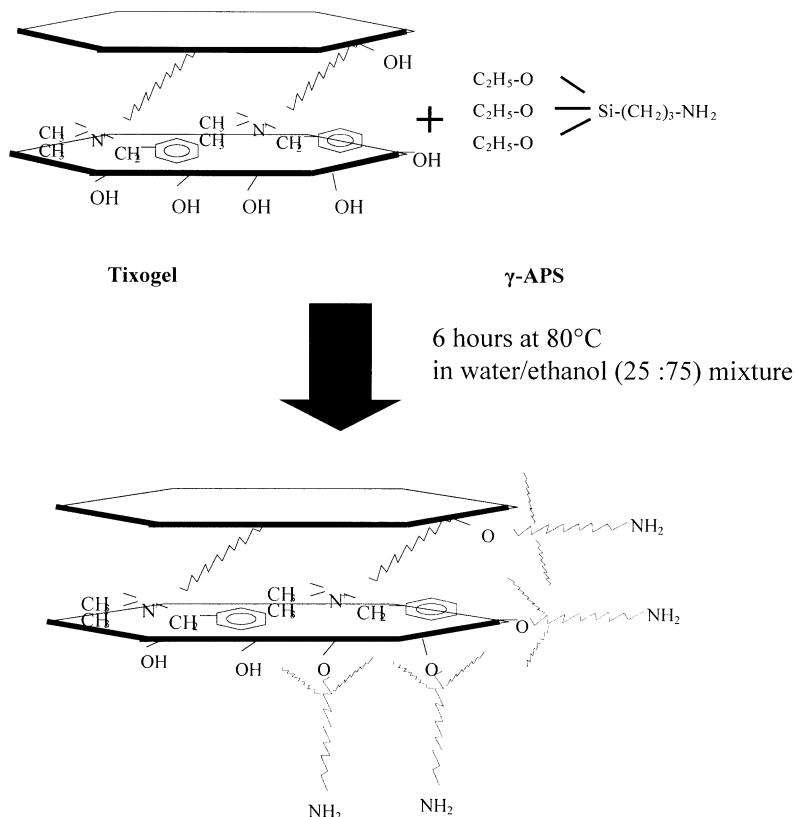 OH
C2H5-O
+
C2H5-O
Si-(CH2)3-NH2
C2H5-O
CH3 N+ CH3 N+
CH3 CH2 CH3 CH2
OH
OH OH OH OH
Tixogel γ-APS
6 hours at 80°C
in water/ethanol (25 :75) mixture
O NH2
CH3 N+ CH3 N+
CH3 CH2 CH3 CH2
O NH2
OH OH O O
NH2 NH2